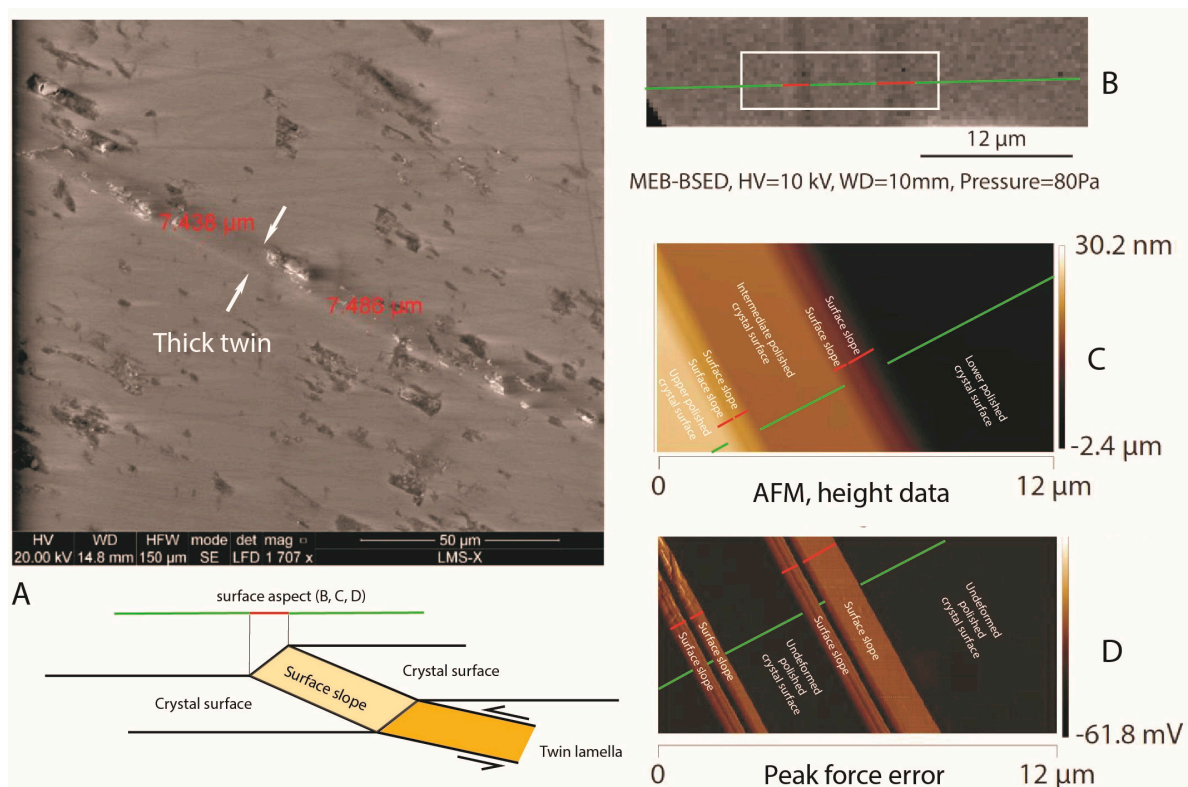 7.438 µm
7.488 µm
Thick twin
HV WD HFW mode det mag □ 50 µm
20.00 kV 14.8 mm 150 µm SE LFD 1 707 x LMS-X
A
surface aspect (B, C, D)
Crystal surface
Surface slope
Crystal surface
Twin lamella
B
12 µm
MEB-BSED, HV=10 kV, WD=10mm, Pressure=80Pa
30.2 nm
Upper polished
crystal surface
Surface slope
Surface slope
Intermediate polished
crystal surface
Surface slope
Surface slope
Lower polished
crystal surface
C
-2.4 µm
0
AFM, height data
12 µm
Surface slope
Surface slope
Undeformed
polished
crystal surface
Surface slope
Surface slope
Undeformed
polished
crystal surface
D
-61.8 mV
0
Peak force error
12 µm